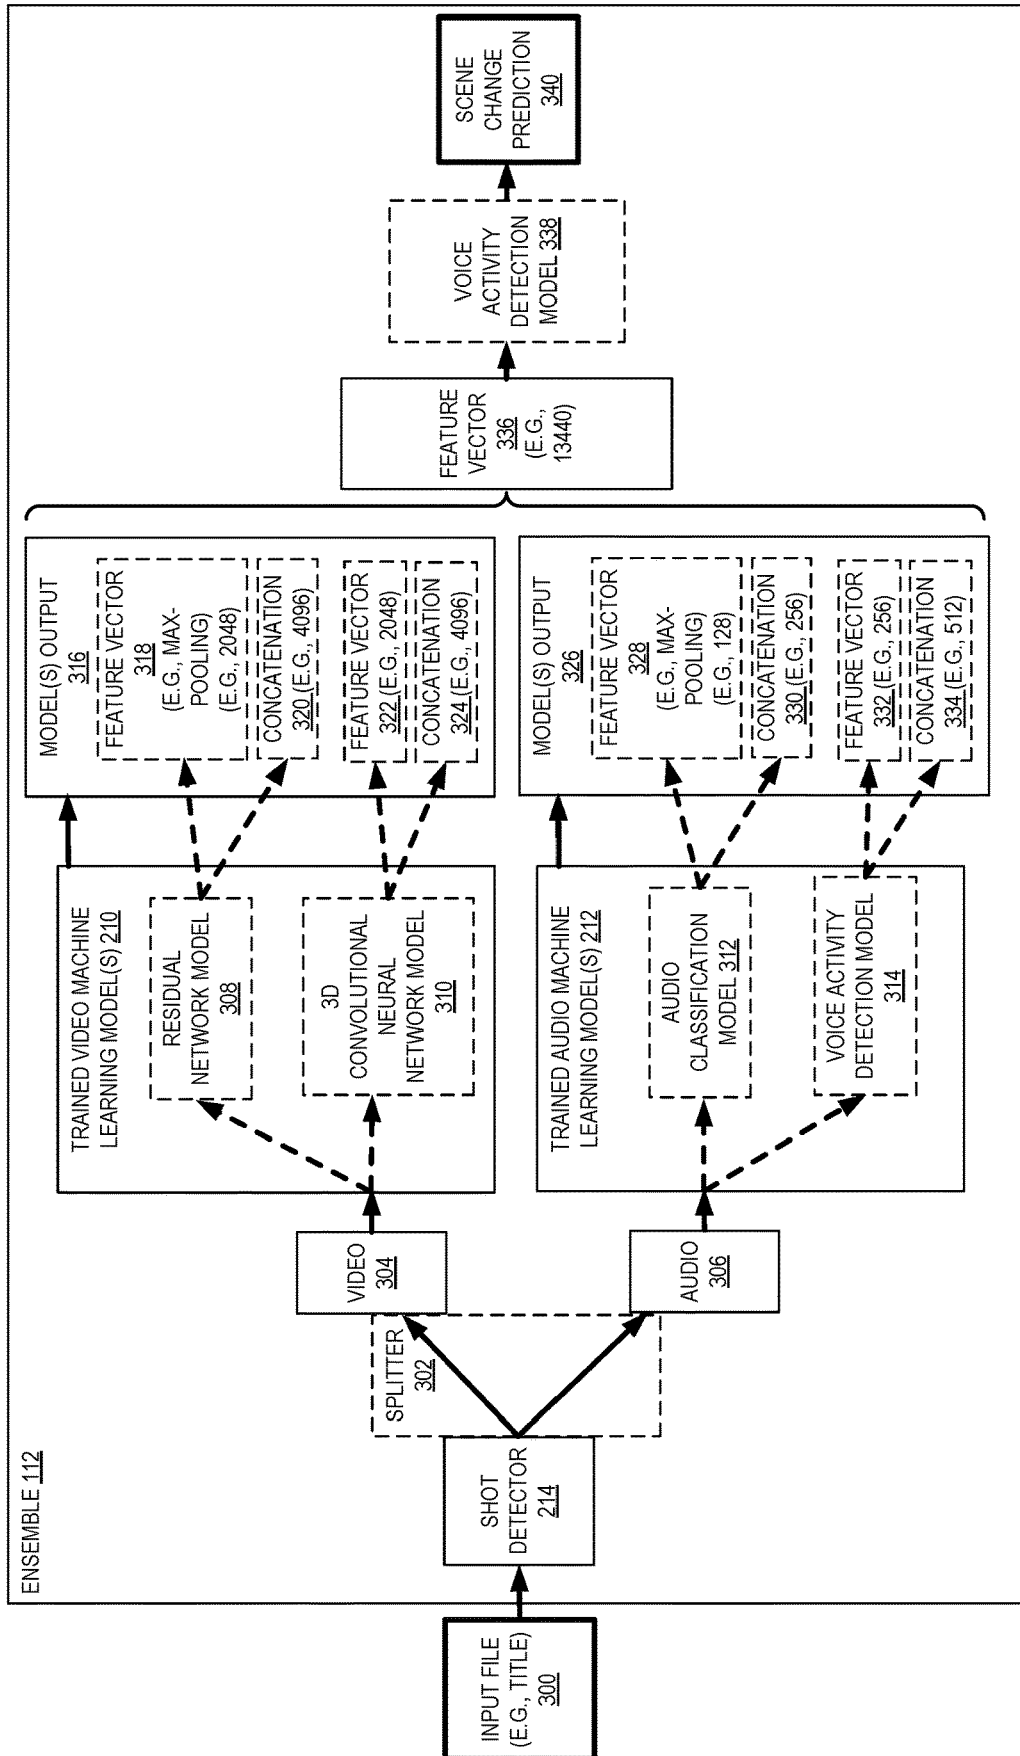 ENSEMBLE 112
INPUT FILE
(E.G., TITLE)
300
SHOT
DETECTOR
214
SPLITTER
302
VIDEO
304
AUDIO
306
TRAINED VIDEO MACHINE
LEARNING MODEL(S) 210
RESIDUAL
NETWORK MODEL
308
3D
CONVOLUTIONAL
NEURAL
NETWORK MODEL
310
TRAINED AUDIO MACHINE
LEARNING MODEL(S) 212
AUDIO
CLASSIFICATION
MODEL 312
VOICE ACTIVITY
DETECTION MODEL
314
MODEL(S) OUTPUT
316
FEATURE VECTOR
318
(E.G., MAX-
POOLING)
(E.G., 2048)
CONCATENATION
320 (E.G., 4096)
FEATURE VECTOR
322 (E.G., 2048)
CONCATENATION
324 (E.G., 4096)
MODEL(S) OUTPUT
326
FEATURE VECTOR
328
(E.G., MAX-
POOLING)
(E.G., 128)
CONCATENATION
330 (E.G., 256)
FEATURE VECTOR
332 (E.G., 256)
CONCATENATION
334 (E.G., 512)
FEATURE
VECTOR
336
(E.G.,
13440)
VOICE
ACTIVITY
DETECTION
MODEL 338
SCENE
CHANGE
PREDICTION
340